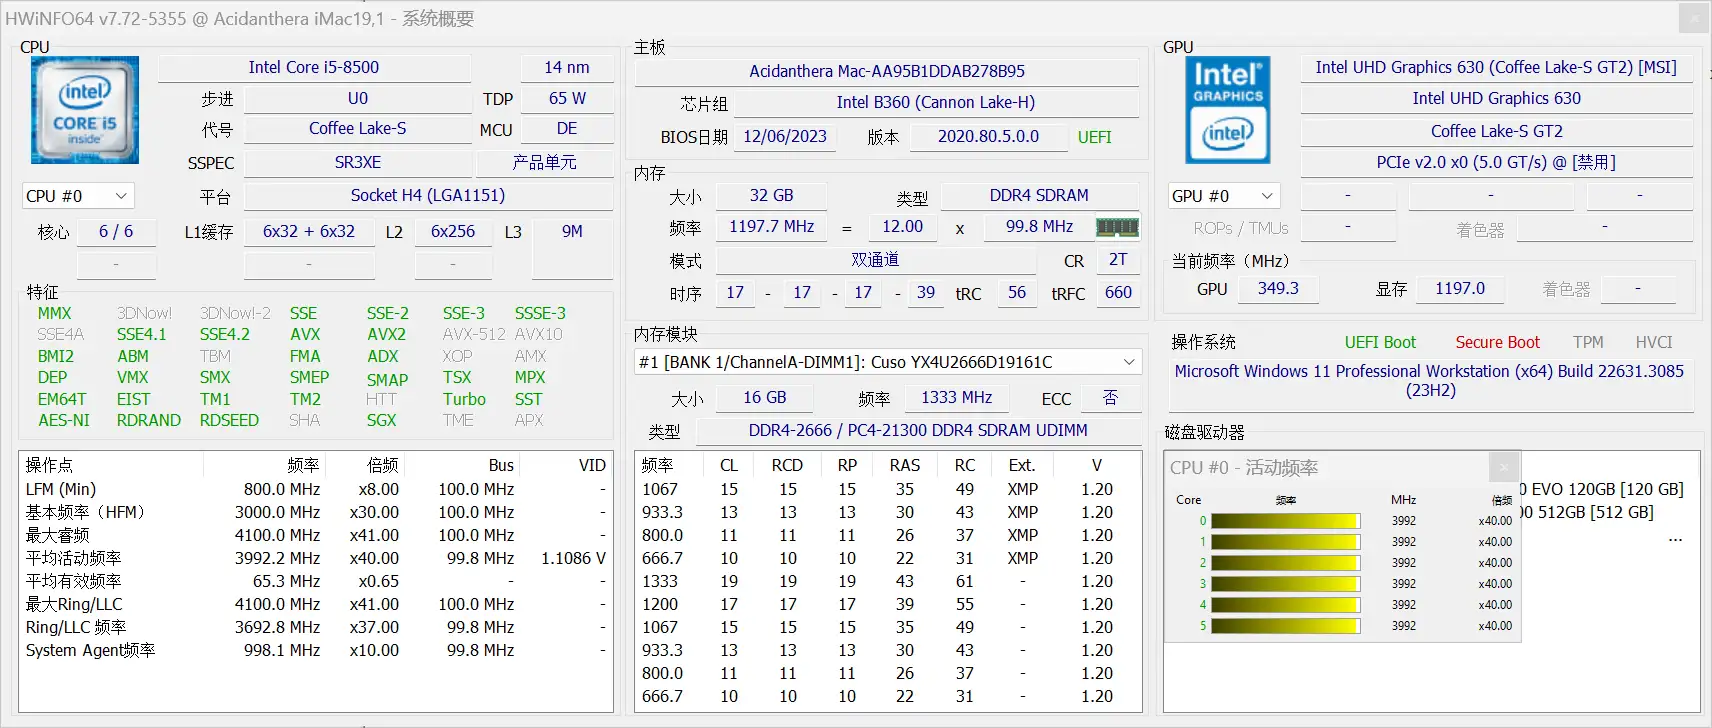 HWiNFO64 v7.72-5355 @ Acidanthera iMac19,1 - 系统概要
CPU
intel
CORE i5
inside
Intel Core i5-8500 14 nm
步进 U0 TDP 65 W
代号 Coffee Lake-S MCU DE
SSPEC SR3XE 产品单元
CPU #0 平台 Socket H4 (LGA1151)
核心 6 / 6 L1缓存 6x32 + 6x32 L2 6x256 L3 9M
- - -
特征
MMX 3DNow! 3DNow!-2 SSE SSE-2 SSE-3 SSSE-3
SSE4A SSE4.1 SSE4.2 AVX AVX2 AVX-512 AVX10
BMI2 ABM TBM FMA ADX XOP AMX
DEP VMX SMX SMEP SMAP TSX MPX
EM64T EIST TM1 TM2 HTT Turbo SST
AES-NI RDRAND RDSEED SHA SGX TME APX
操作点 频率 倍频 Bus VID
LFM (Min) 800.0 MHz x8.00 100.0 MHz -
基本频率（HFM） 3000.0 MHz x30.00 100.0 MHz -
最大睿频 4100.0 MHz x41.00 100.0 MHz -
平均活动频率 3992.2 MHz x40.00 99.8 MHz 1.1086 V
平均有效频率 65.3 MHz x0.65 - -
最大Ring/LLC 4100.0 MHz x41.00 100.0 MHz -
Ring/LLC 频率 3692.8 MHz x37.00 99.8 MHz -
System Agent频率 998.1 MHz x10.00 99.8 MHz -
主板
Acidanthera Mac-AA95B1DDAB278B95
芯片组 Intel B360 (Cannon Lake-H)
BIOS日期 12/06/2023 版本 2020.80.5.0.0 UEFI
内存
大小 32 GB 类型 DDR4 SDRAM
频率 1197.7 MHz = 12.00 x 99.8 MHz
模式 双通道 CR 2T
时序 17 - 17 - 17 - 39 tRC 56 tRFC 660
内存模块
#1 [BANK 1/ChannelA-DIMM1]: Cuso YX4U2666D19161C
大小 16 GB 频率 1333 MHz ECC 否
类型 DDR4-2666 / PC4-21300 DDR4 SDRAM UDIMM
频率 CL RCD RP RAS RC Ext. V
1067 15 15 15 35 49 XMP 1.20
933.3 13 13 13 30 43 XMP 1.20
800.0 11 11 11 26 37 XMP 1.20
666.7 10 10 10 22 31 XMP 1.20
1333 19 19 19 43 61 - 1.20
1200 17 17 17 39 55 - 1.20
1067 15 15 15 35 49 - 1.20
933.3 13 13 13 30 43 - 1.20
800.0 11 11 11 26 37 - 1.20
666.7 10 10 10 22 31 - 1.20
GPU
Intel®
GRAPHICS
intel
Intel UHD Graphics 630 (Coffee Lake-S GT2) [MSI]
Intel UHD Graphics 630
Coffee Lake-S GT2
PCIe v2.0 x0 (5.0 GT/s) @ [禁用]
GPU #0 - - -
ROPs / TMUs - 着色器 -
当前频率（MHz）
GPU 349.3 显存 1197.0 着色器 -
操作系统 UEFI Boot Secure Boot TPM HVCI
Microsoft Windows 11 Professional Workstation (x64) Build 22631.3085
(23H2)
磁盘驱动器
0 EVO 120GB [120 GB]
00 512GB [512 GB]
...
CPU #0 - 活动频率
Core 频率 MHz 倍频
0 3992 x40.00
1 3992 x40.00
2 3992 x40.00
3 3992 x40.00
4 3992 x40.00
5 3992 x40.00